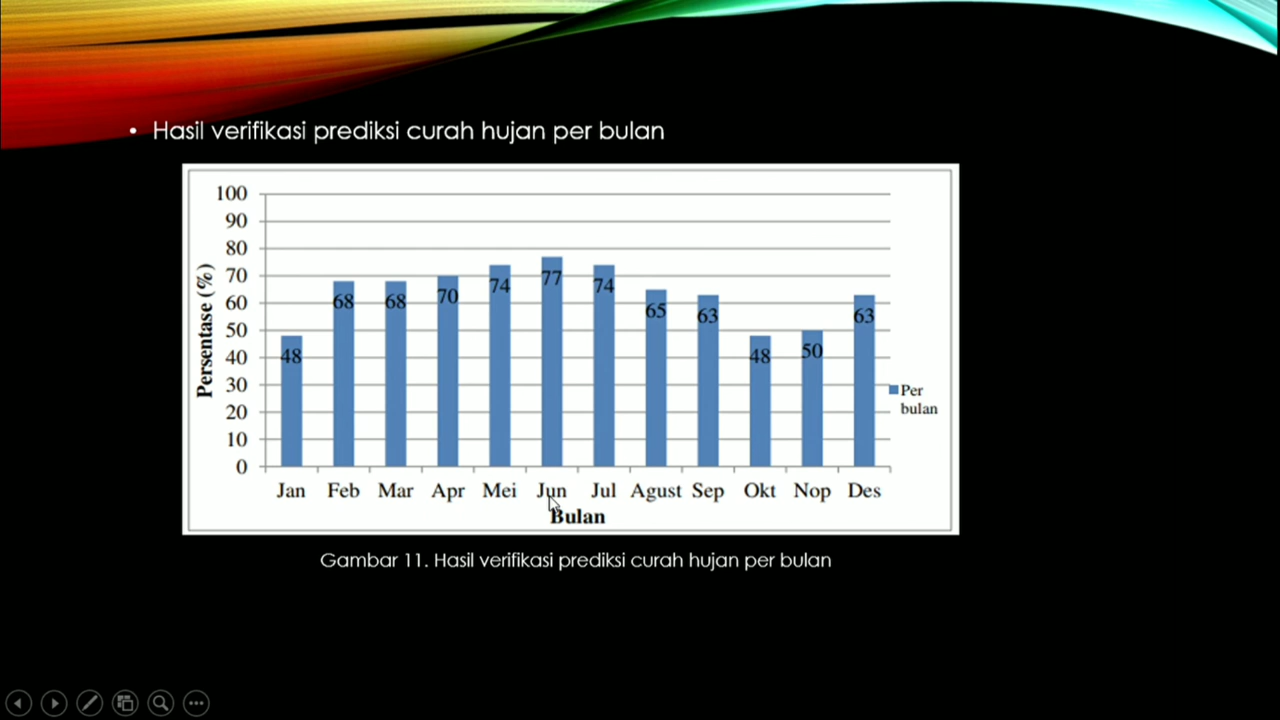 • Hasil verifikasi prediksi curah hujan per bulan
100
90
80
70
60
50
40
30
20
10
0
Persentase (%)
48 68 68 70 74 77 74 65 63 48 50 63
Jan Feb Mar Apr Mei Jun Jul Agust Sep Okt Nop Des
Bulan
Per
bulan
Gambar 11. Hasil verifikasi prediksi curah hujan per bulan